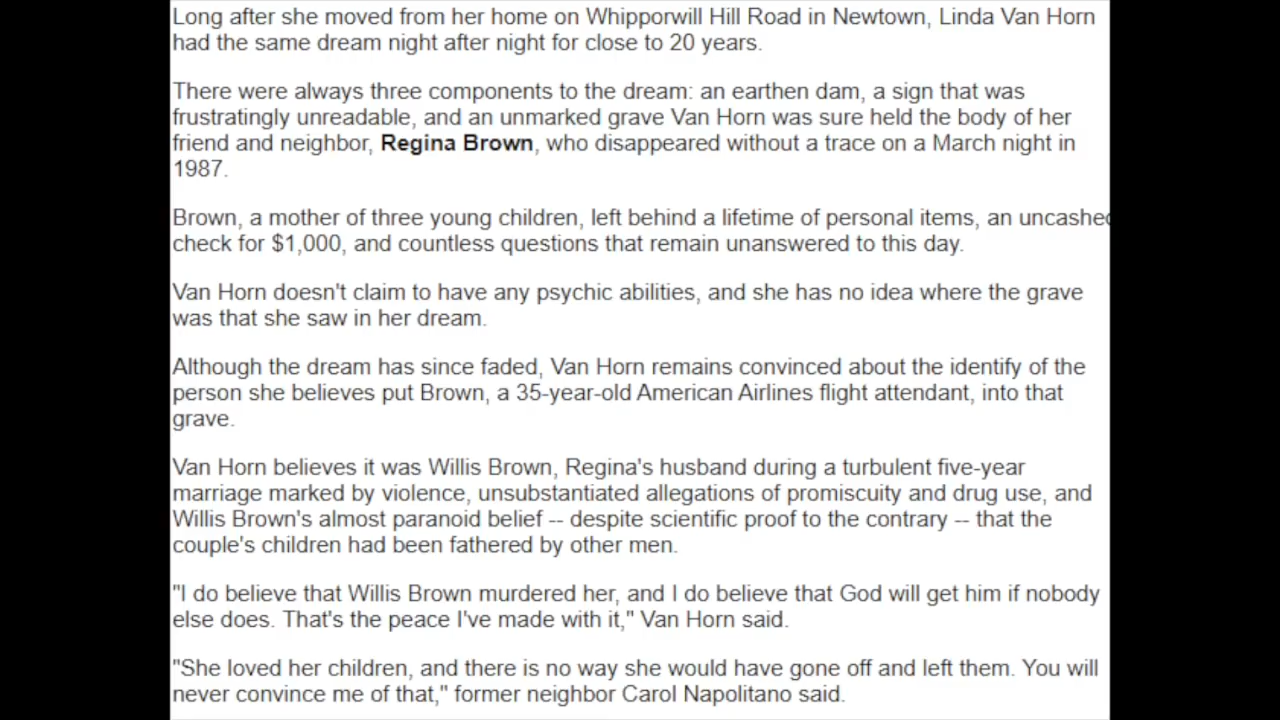 Long after she moved from her home on Whipporwill Hill Road in Newtown, Linda Van Horn
had the same dream night after night for close to 20 years.
There were always three components to the dream: an earthen dam, a sign that was
frustratingly unreadable, and an unmarked grave Van Horn was sure held the body of her
friend and neighbor, Regina Brown, who disappeared without a trace on a March night in
1987.
Brown, a mother of three young children, left behind a lifetime of personal items, an uncashed
check for $1,000, and countless questions that remain unanswered to this day.
Van Horn doesn't claim to have any psychic abilities, and she has no idea where the grave
was that she saw in her dream.
Although the dream has since faded, Van Horn remains convinced about the identify of the
person she believes put Brown, a 35-year-old American Airlines flight attendant, into that
grave.
Van Horn believes it was Willis Brown, Regina's husband during a turbulent five-year
marriage marked by violence, unsubstantiated allegations of promiscuity and drug use, and
Willis Brown's almost paranoid belief -- despite scientific proof to the contrary -- that the
couple's children had been fathered by other men.
"I do believe that Willis Brown murdered her, and I do believe that God will get him if nobody
else does. That's the peace I've made with it," Van Horn said.
"She loved her children, and there is no way she would have gone off and left them. You will
never convince me of that," former neighbor Carol Napolitano said.